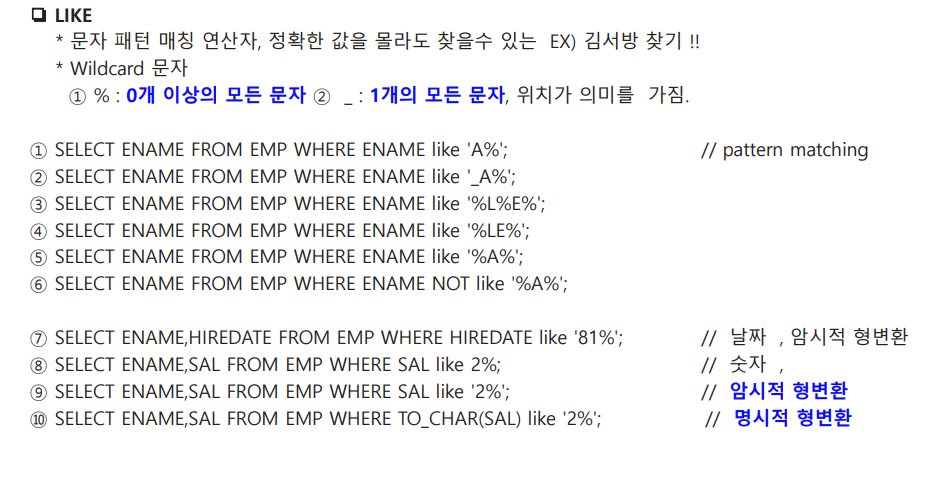 ❑ LIKE
* 문자 패턴 매칭 연산자, 정확한 값을 몰라도 찾을수 있는 EX) 김서방 찾기 !!
* Wildcard 문자
① % : 0개 이상의 모든 문자 ② _ : 1개의 모든 문자, 위치가 의미를 가짐.
① SELECT ENAME FROM EMP WHERE ENAME like 'A%'; // pattern matching
② SELECT ENAME FROM EMP WHERE ENAME like '_A%';
③ SELECT ENAME FROM EMP WHERE ENAME like '%L%E%';
④ SELECT ENAME FROM EMP WHERE ENAME like '%LE%';
⑤ SELECT ENAME FROM EMP WHERE ENAME like '%A%';
⑥ SELECT ENAME FROM EMP WHERE ENAME NOT like '%A%';
⑦ SELECT ENAME,HIREDATE FROM EMP WHERE HIREDATE like '81%'; // 날짜 , 암시적 형변환
⑧ SELECT ENAME,SAL FROM EMP WHERE SAL like 2%; // 숫자 ,
⑨ SELECT ENAME,SAL FROM EMP WHERE SAL like '2%'; // 암시적 형변환
⑩ SELECT ENAME,SAL FROM EMP WHERE TO_CHAR(SAL) like '2%'; // 명시적 형변환